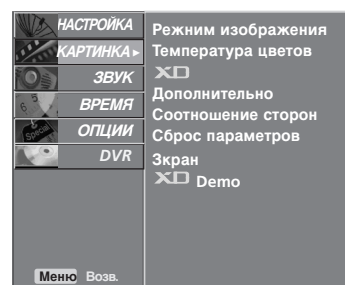 НАСТРОЙКА
КАРТИНКА
ЗВУК
ВРЕМЯ
ОПЦИИ
DVR
Режним изображения
Температура цветов
XD
Дополнительно
Соотношение сторон
Сброс параметров
Зкран
XD Demo
Меню Возв.